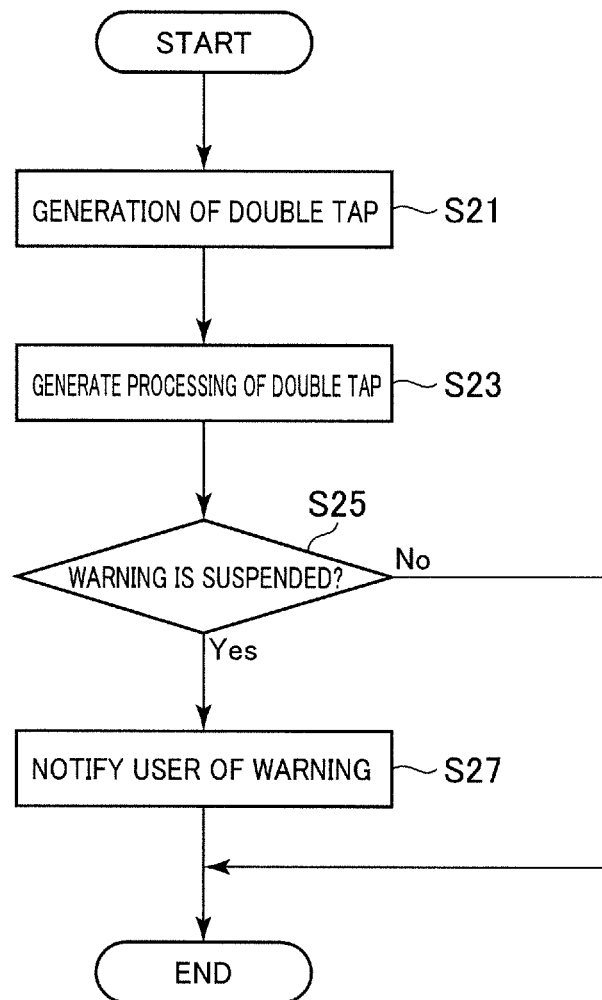 START
GENERATION OF DOUBLE TAP
S21
GENERATE PROCESSING OF DOUBLE TAP
S23
S25
WARNING IS SUSPENDED?
No
Yes
NOTIFY USER OF WARNING
S27
END